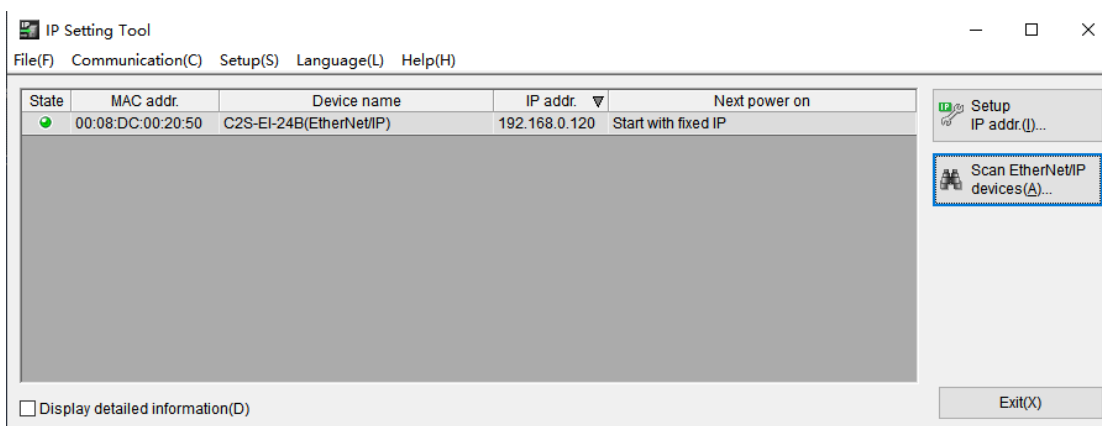 IP Setting Tool
File(F) Communication(C) Setup(S) Language(L) Help(H)
State MAC addr. Device name IP addr. Next power on
00:08:DC:00:20:50 C2S-EI-24B(EtherNet/IP) 192.168.0.120 Start with fixed IP
Setup
IP addr.(I)...
Scan EtherNet/IP
devices(A)...
Display detailed information(D)
Exit(X)